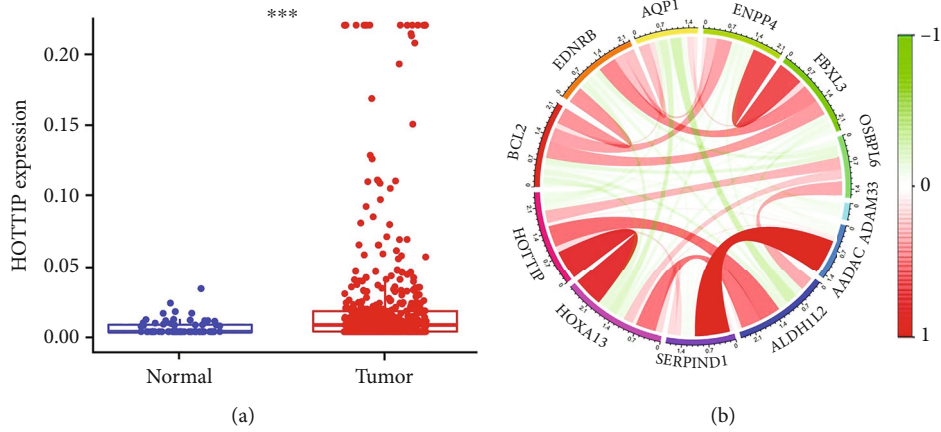 ***
HOTTIP expression
0.20
0.15
0.10
0.05
0.00
Normal
Tumor
(a)
AQP1
ENPP4
FBXL3
OSBPL6
ADAM33
AADAC
ALDH1L2
SERPIND1
HOXA13
HOTTIP
BCL2
EDNRB
−1
0
1
(b)